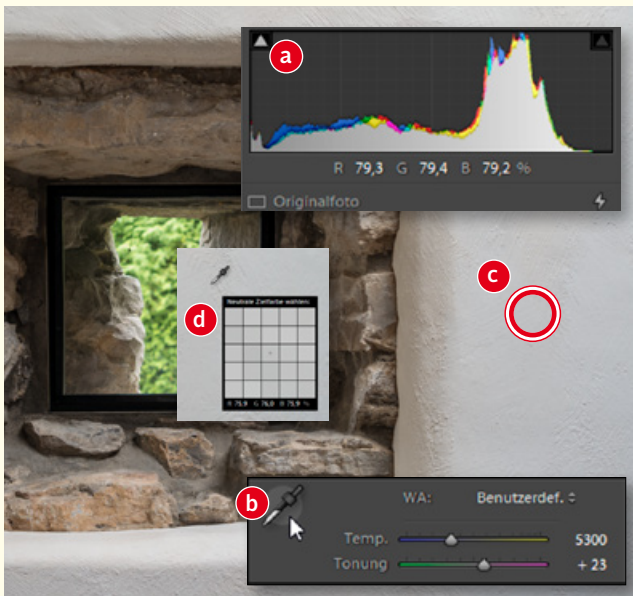 a
R 79,3 G 79,4 B 79,2 %
Originalfoto
c
d
Neutrale Zielfarbe wählen:
R 75,9 G 76,0 B 75,9 %
b
WA: Benutzerdef.
Temp. 5300
Tonung + 23